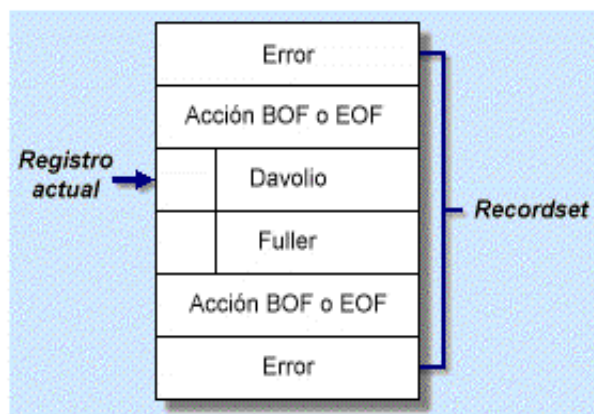 Error
Acción BOF o EOF
Registro
actual
Davolio
Fuller
Recordset
Acción BOF o EOF
Error